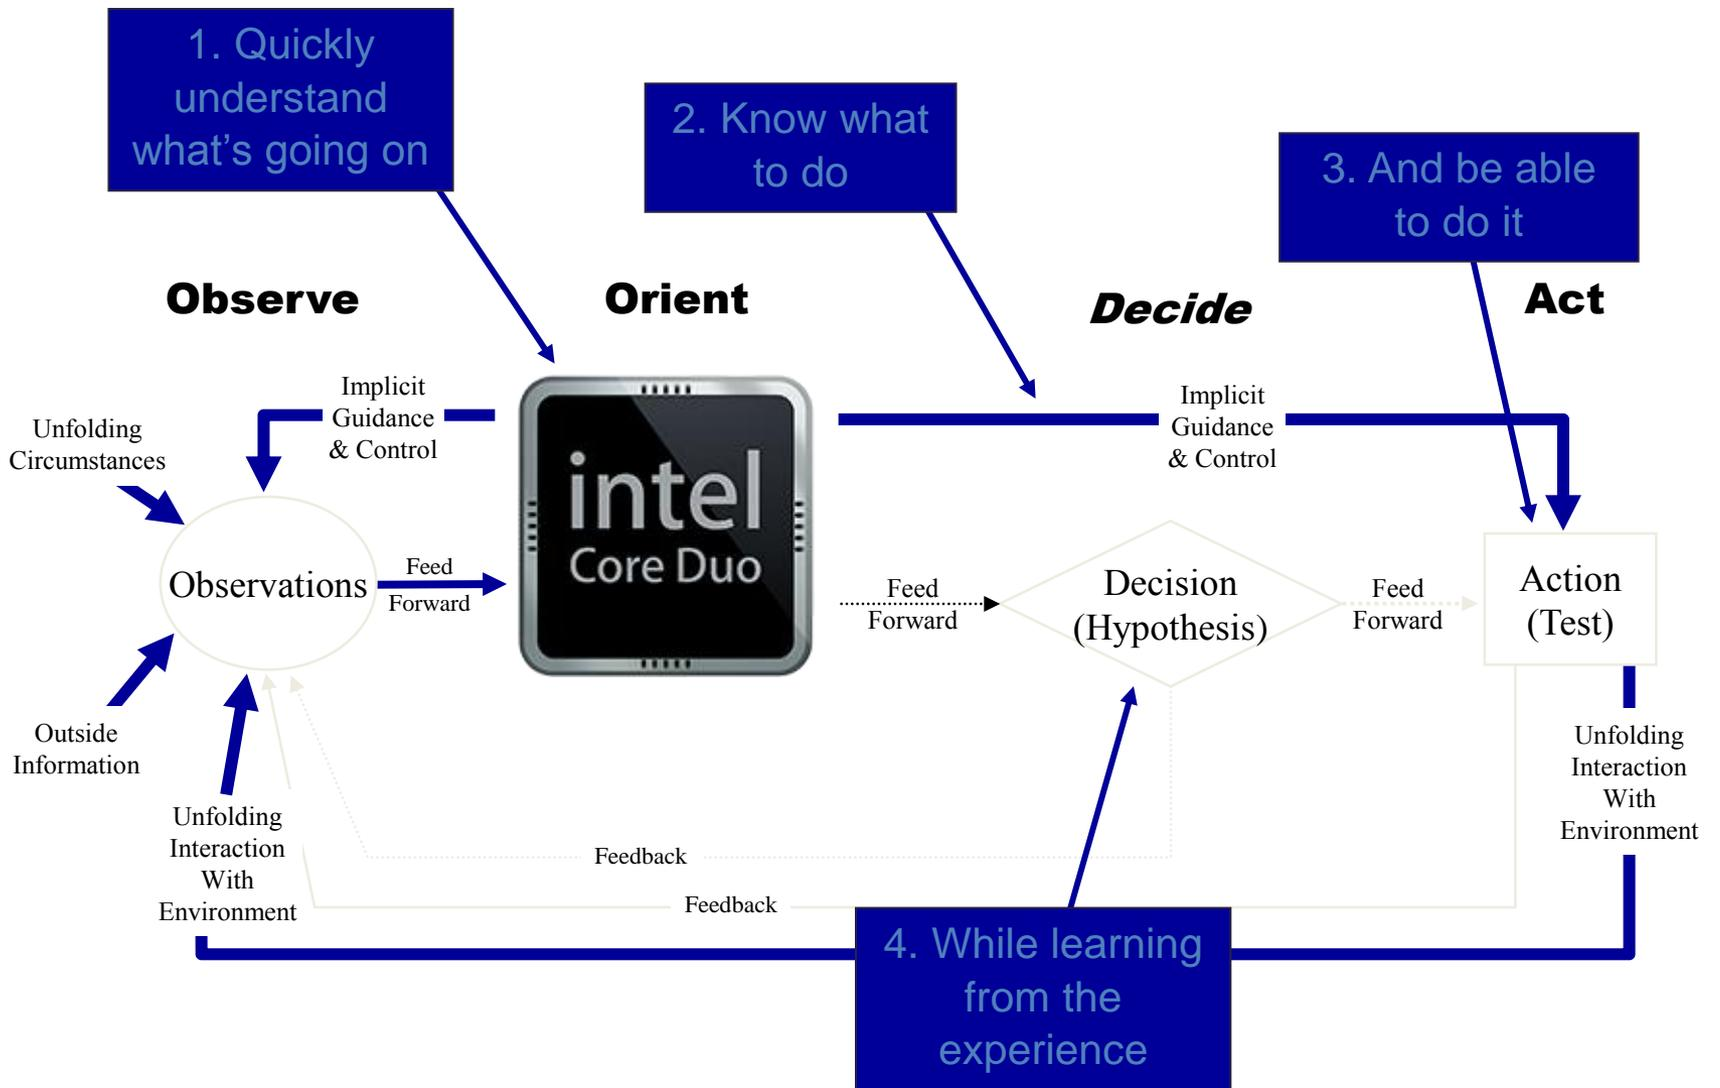 1. Quickly
understand
what’s going on
2. Know what
to do
3. And be able
to do it
Observe
Orient
Decide
Act
Implicit
Guidance
& Control
Implicit
Guidance
& Control
Unfolding
Circumstances
intel
Core Duo
Observations
Feed
Forward
Feed
Forward
Decision
(Hypothesis)
Feed
Forward
Action
(Test)
Outside
Information
Unfolding
Interaction
With
Environment
Unfolding
Interaction
With
Environment
Feedback
Feedback
4. While learning
from the
experience